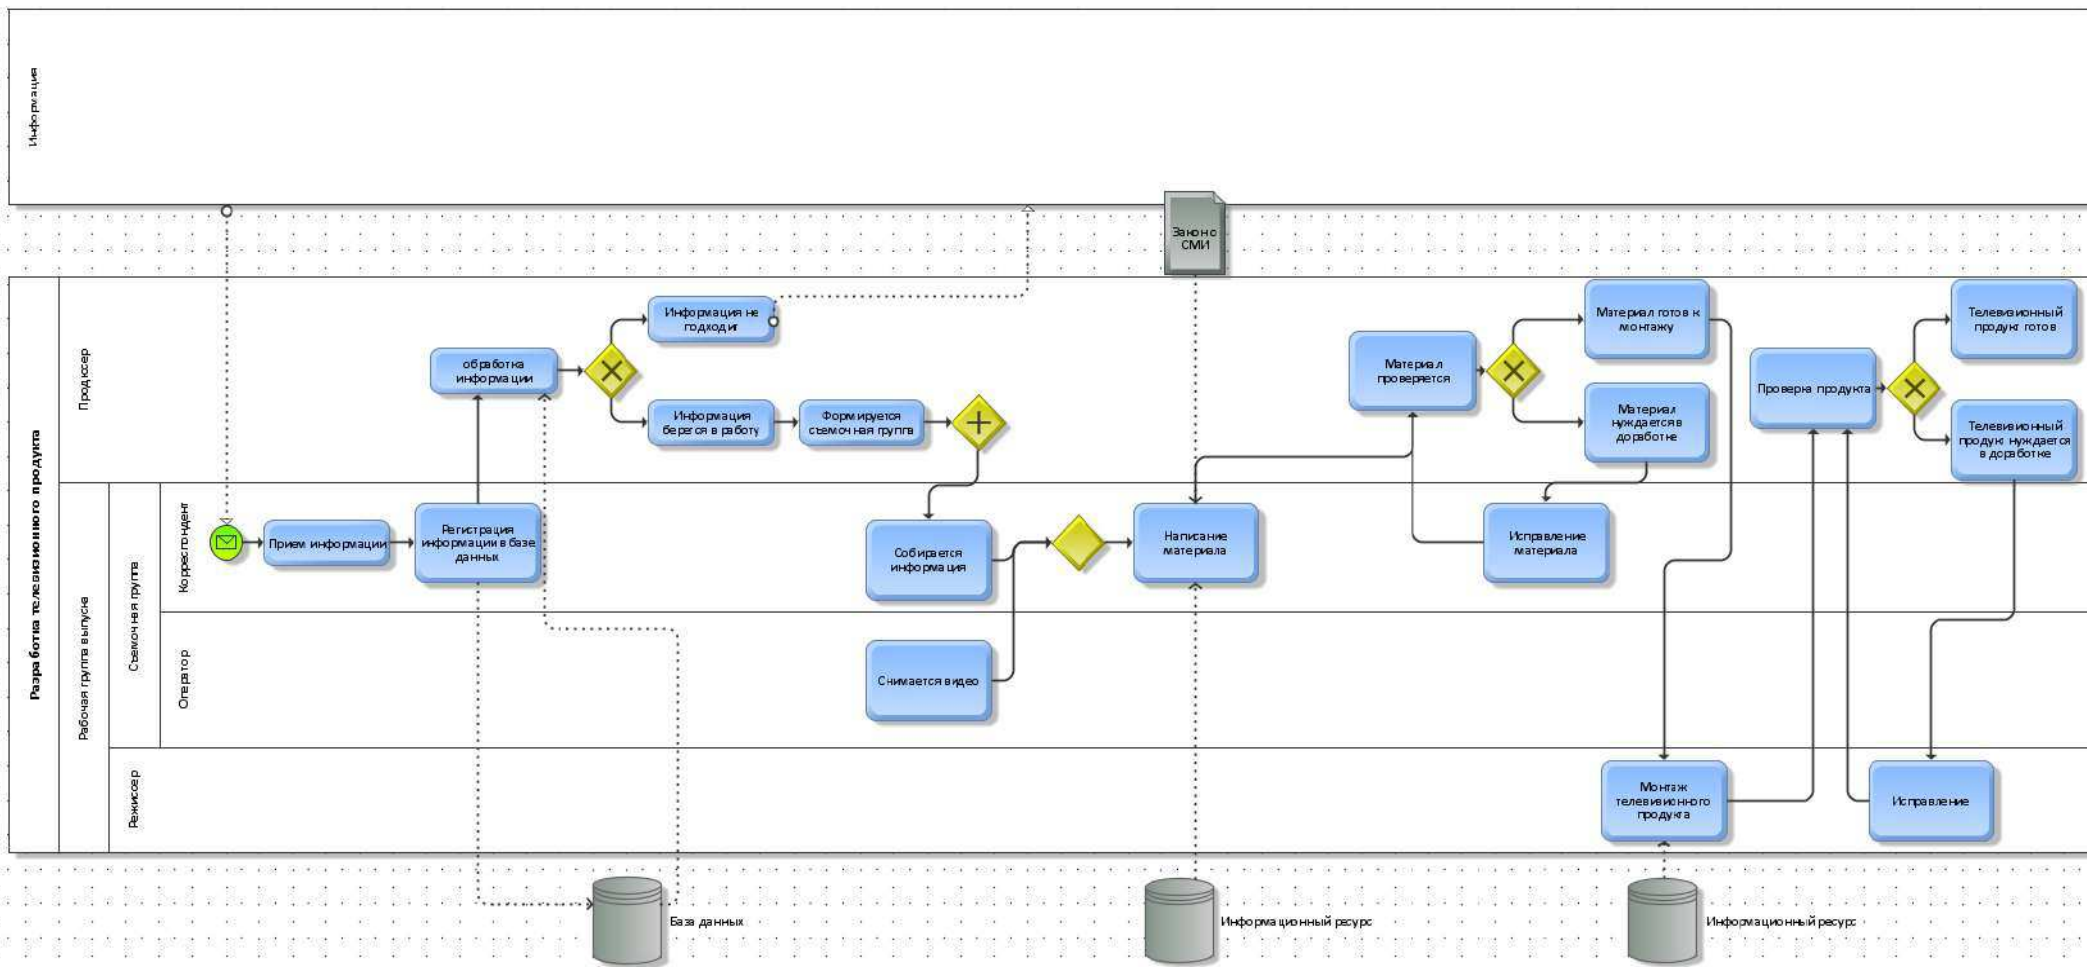 Информация
Закон с
СМИ
Разработка телевизионного продукта
Продюсер
Рабочая группа выпуска
Съемочная группа
Корреспондент
Оператор
Режиссер
Информация не
подходит
обработка
информации
Информация
берется в работу
Формируется
съемочная группа
Прием информации
Регистрация
информации в базе
данных
Собирается
информация
Снимается видео
Написание
материала
Материал
проверяется
Материал готов к
монтажу
Материал
нуждается в
доработке
Исправление
материала
Проверка продукта
Телевизионный
продукт готов
Телевизионный
продукт нуждается
в доработке
Монтаж
телевизионного
продукта
Исправление
База данных
Информационный ресурс
Информационный ресурс